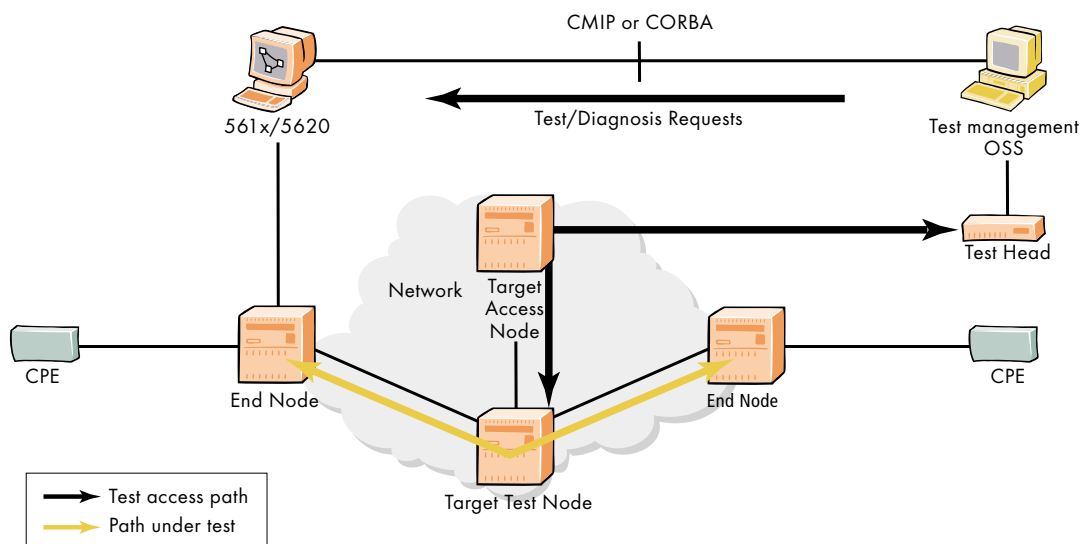 CMIP or CORBA
561x/5620
Test/Diagnosis Requests
Test management
OSS
Test Head
Network
Target
Access
Node
CPE
End Node
End Node
CPE
Target Test Node
Test access path
Path under test